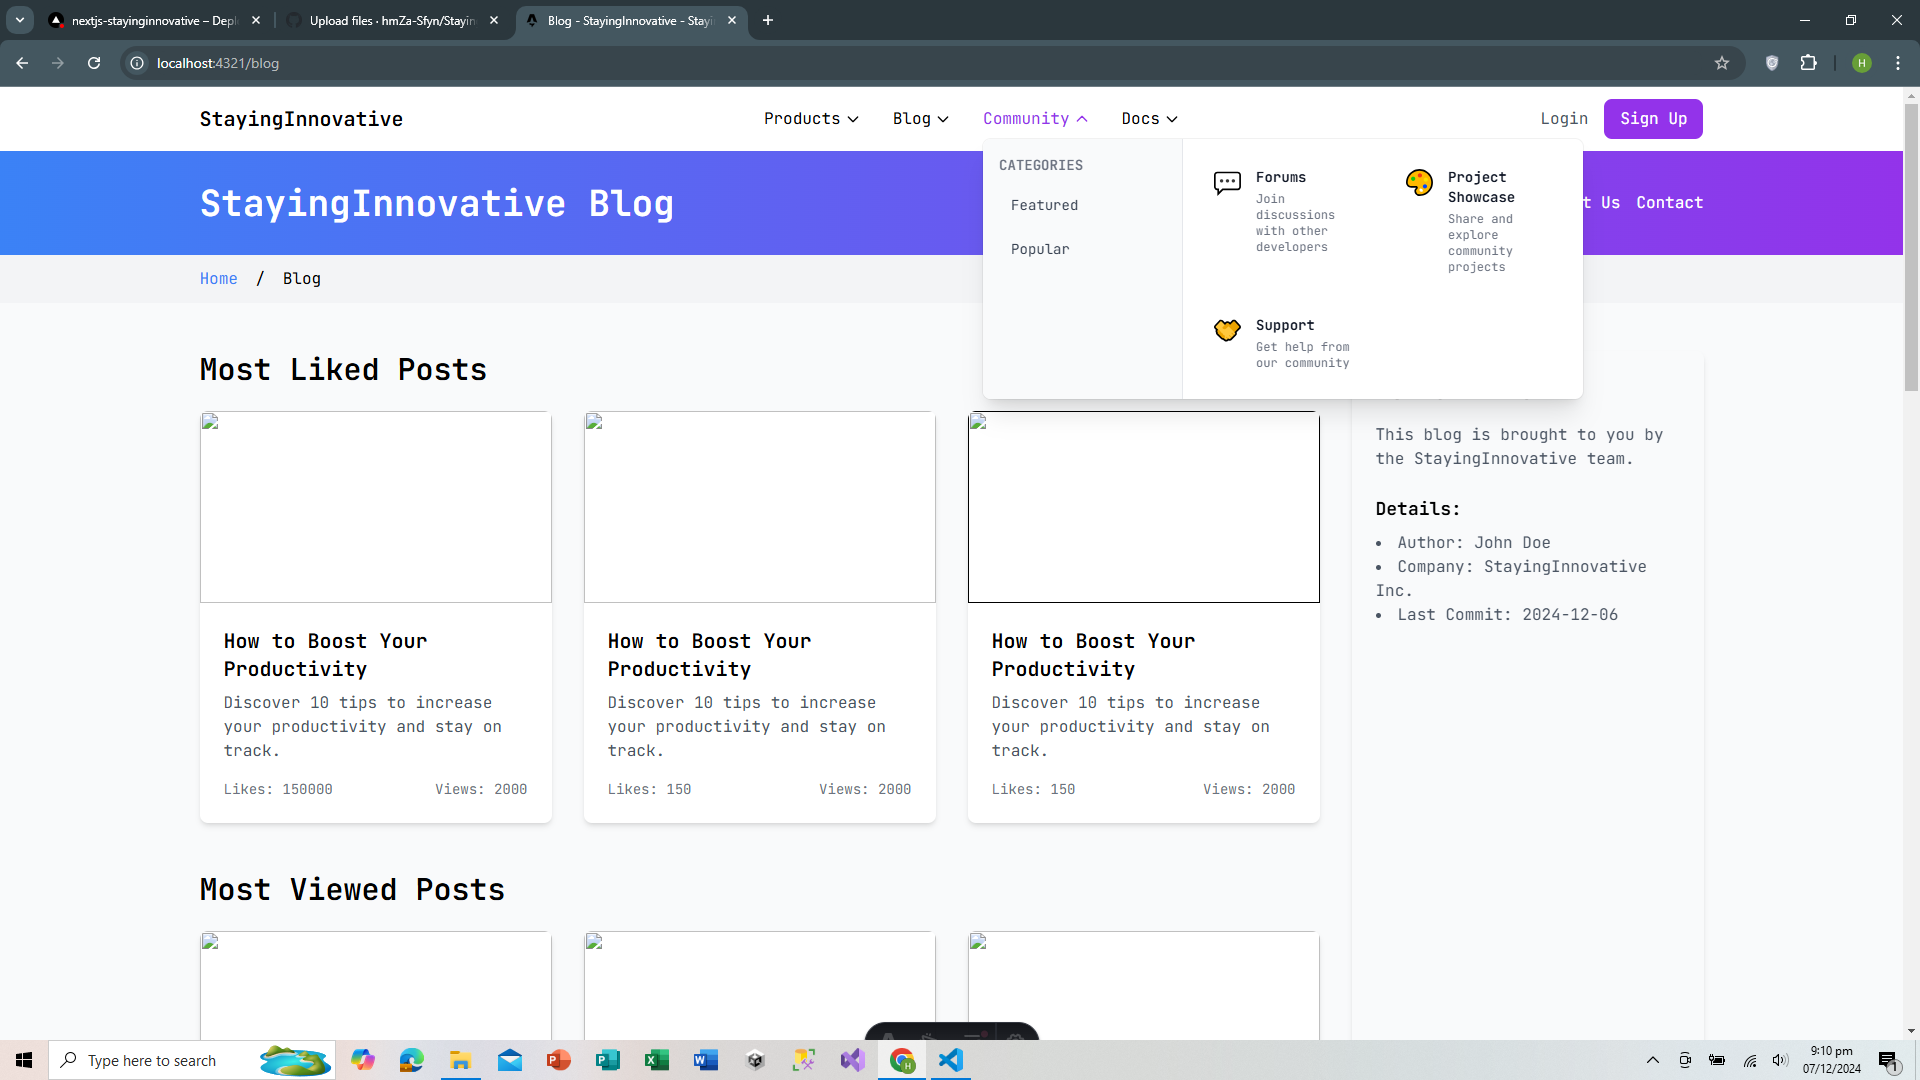 nextjs-stayinginnovative – Depl
Upload files · hmZa-Sfyn/Stayin
Blog - StayingInnovative - Stayi
localhost:4321/blog
H
StayingInnovative
Products
Blog
Community
Docs
Login
Sign Up
StayingInnovative Blog
t Us
Contact
CATEGORIES
Featured
Popular
Forums
Join
discussions
with other
developers
Project
Showcase
Share and
explore
community
projects
Support
Get help from
our community
Home / Blog
Most Liked Posts
How to Boost Your
Productivity
Discover 10 tips to increase
your productivity and stay on
track.
Likes: 150000
Views: 2000
How to Boost Your
Productivity
Discover 10 tips to increase
your productivity and stay on
track.
Likes: 150
Views: 2000
How to Boost Your
Productivity
Discover 10 tips to increase
your productivity and stay on
track.
Likes: 150
Views: 2000
This blog is brought to you by
the StayingInnovative team.
Details:
• Author: John Doe
• Company: StayingInnovative
Inc.
• Last Commit: 2024-12-06
Most Viewed Posts
Type here to search
9:10 pm
07/12/2024
1